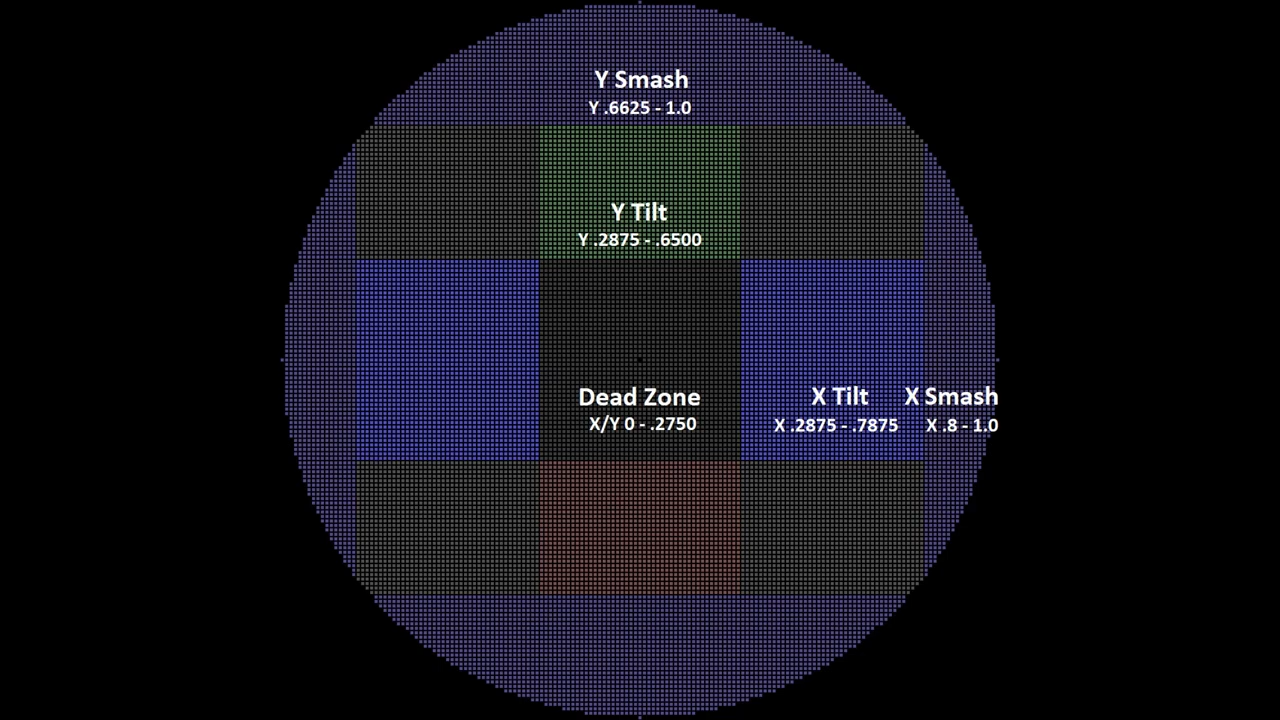 Y Smash
Y .6625 - 1.0
Y Tilt
Y .2875 - .6500
Dead Zone
X/Y 0 - .2750
X Tilt
X .2875 - .7875
X Smash
X .8 - 1.0